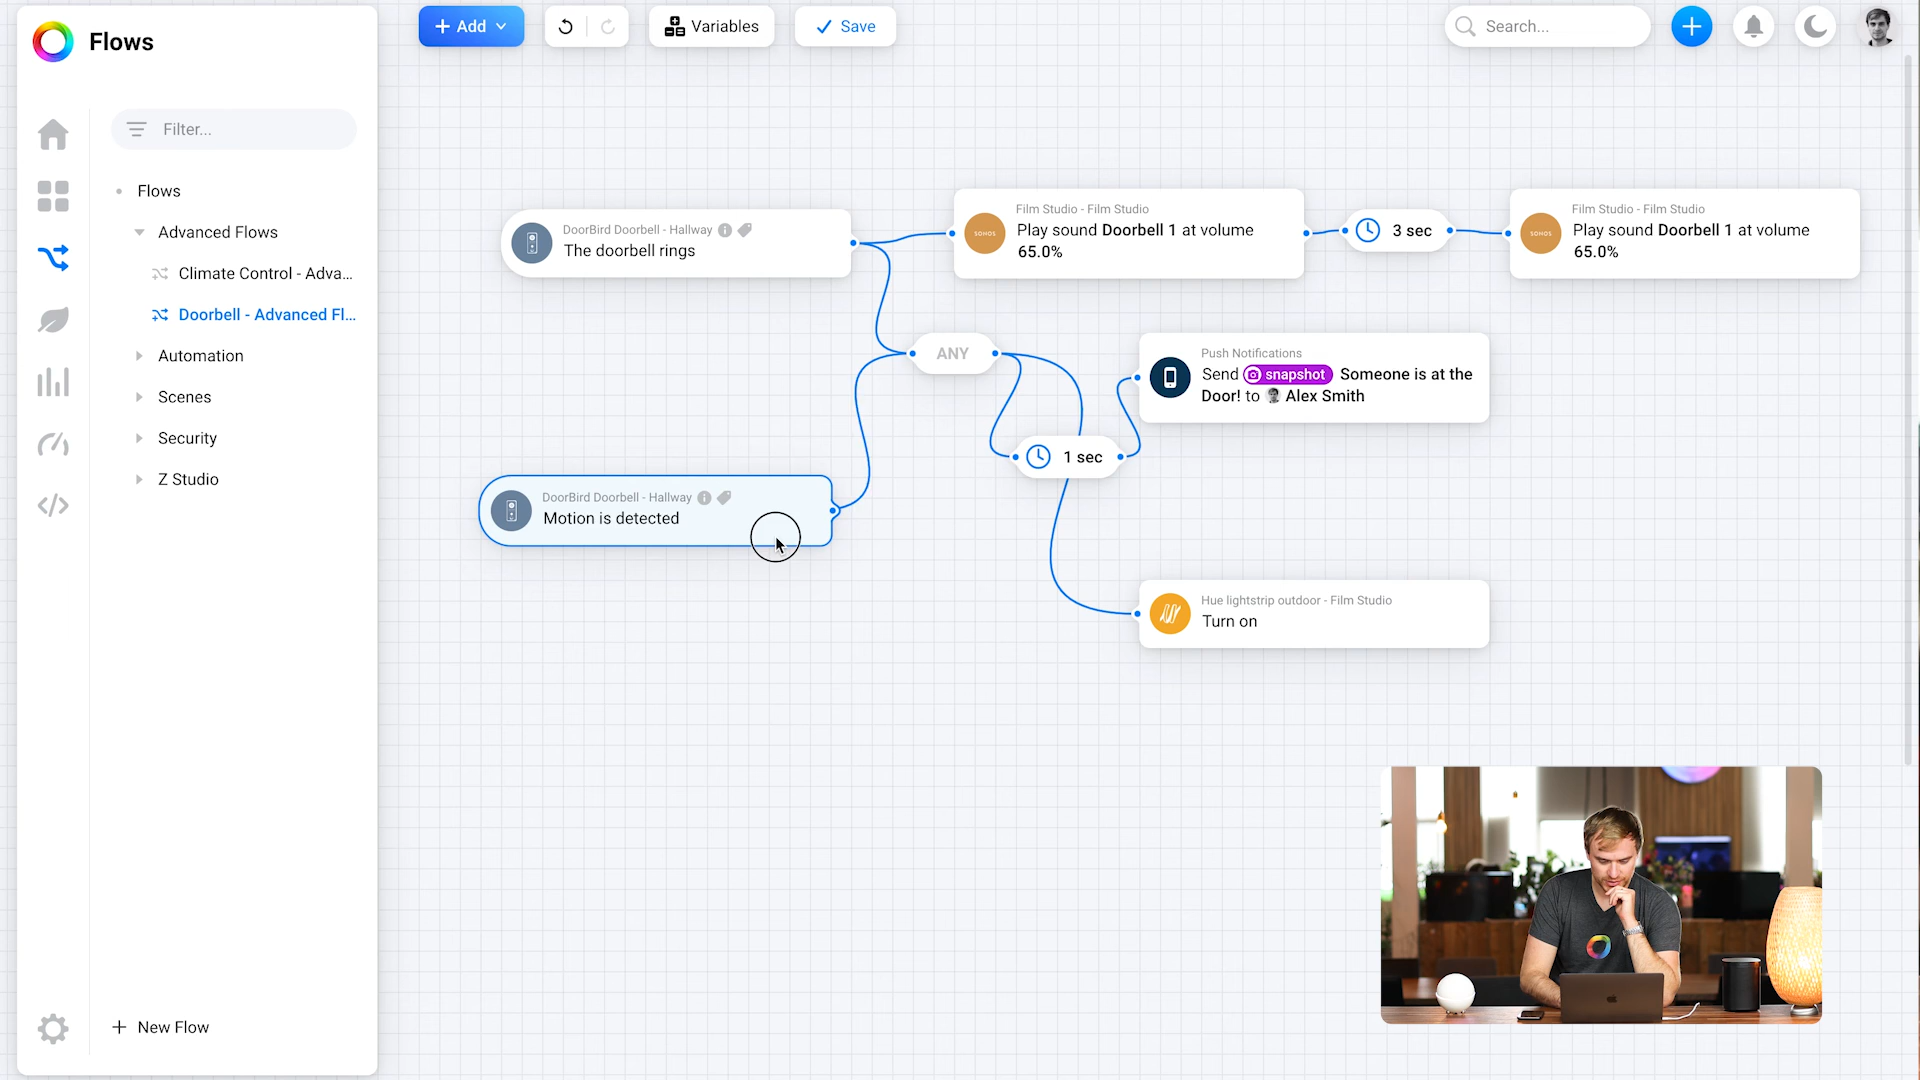 Flows
Add
Variables
Save
Search...
Filter...
Flows
Advanced Flows
Climate Control - Adva...
Doorbell - Advanced Fl...
Automation
Scenes
Security
Z Studio
New Flow
DoorBird Doorbell - Hallway
The doorbell rings
SONOS
Film Studio - Film Studio
Play sound Doorbell 1 at volume
65.0%
3 sec
SONOS
Film Studio - Film Studio
Play sound Doorbell 1 at volume
65.0%
ANY
Push Notifications
Send snapshot Someone is at the
Door! to Alex Smith
1 sec
DoorBird Doorbell - Hallway
Motion is detected
Hue lightstrip outdoor - Film Studio
Turn on